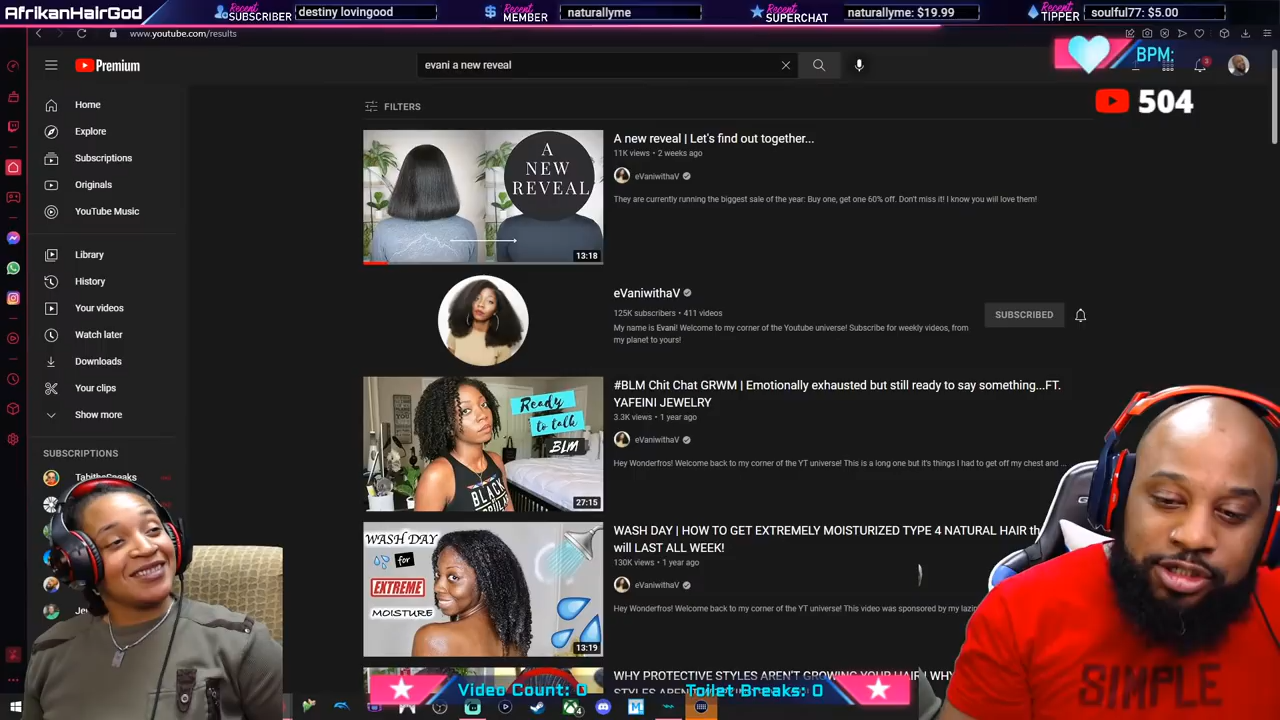 AfrikanHairGod
Recent SUBSCRIBER
destiny lovingood
Recent MEMBER
naturallyme
Recent SUPERCHAT
naturallyme: $19.99
Recent TIPPER
soulful77: $5.00
www.youtube.com/results
BPM:
Premium
evani a new reveal
3
504
FILTERS
Home
Explore
Subscriptions
Originals
YouTube Music
Library
History
Your videos
Watch later
Downloads
Your clips
Show more
SUBSCRIPTIONS
TabithaSpeaks
Je
A
NEW
REVEAL
13:18
A new reveal | Let's find out together...
11K views • 2 weeks ago
eVaniwithaV
They are currently running the biggest sale of the year: Buy one, get one 60% off. Don't miss it! I know you will love them!
eVaniwithaV
125K subscribers • 411 videos
My name is Evani! Welcome to my corner of the Youtube universe! Subscribe for weekly videos, from
my planet to yours!
SUBSCRIBED
Ready
to talk
BLM
BLACK
27:15
#BLM Chit Chat GRWM | Emotionally exhausted but still ready to say something...FT.
YAFEINI JEWELRY
3.3K views • 1 year ago
eVaniwithaV
Hey Wonderfros! Welcome back to my corner of the YT universe! This is a long one but it's things I had to get off my chest and ...
WASH DAY
for
EXTREME
MOISTURE
13:19
WASH DAY | HOW TO GET EXTREMELY MOISTURIZED TYPE 4 NATURAL HAIR th
will LAST ALL WEEK!
130K views • 1 year ago
eVaniwithaV
Hey Wonderfros! Welcome back to my corner of the YT universe! This video was sponsored by my
WHY PROTECTIVE STYLES AREN'T GROWING YOUR HAIR | WHY
STYLES AREN'T
Video Count: 0
Toilet Breaks: 0
SIMPLE